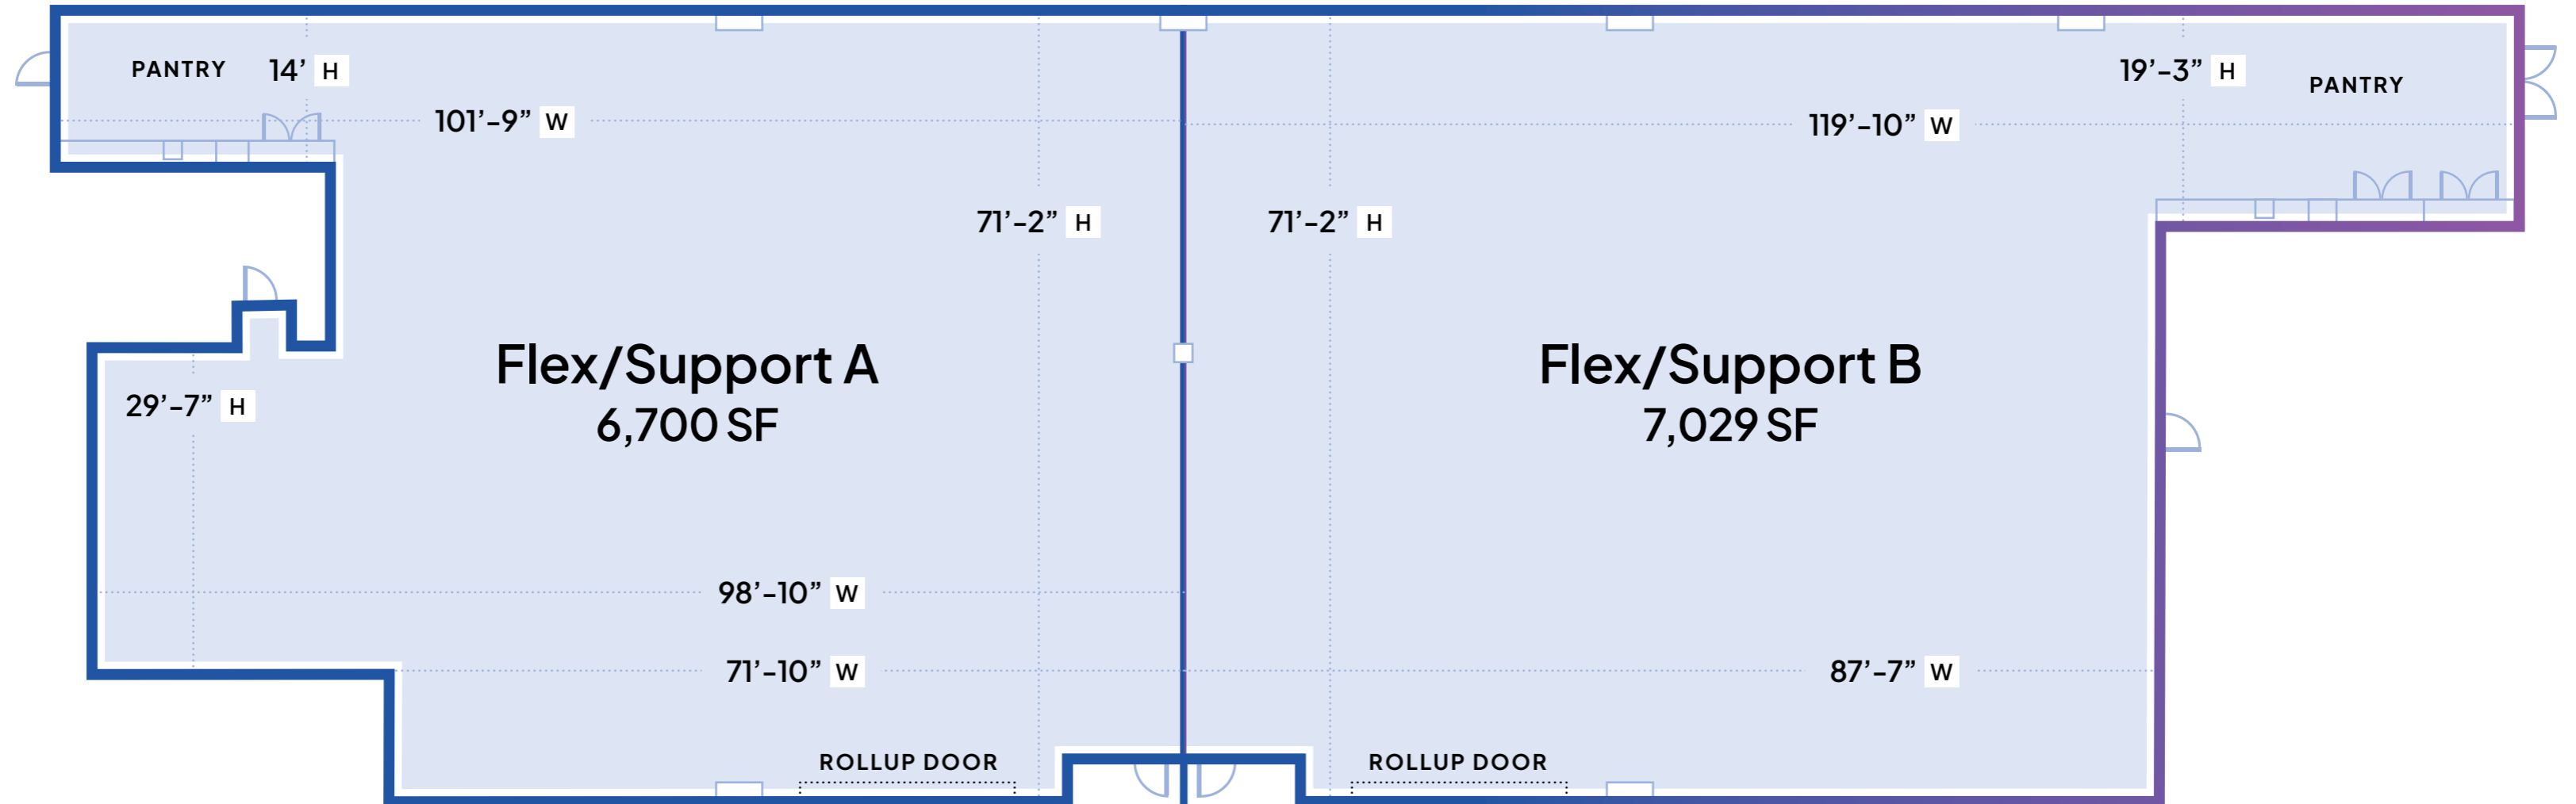 PANTRY 14’ H
19’-3” H
PANTRY
101’-9” W
119’-10” W
71’-2” H
71’-2” H
Flex/Support A
6,700 SF
Flex/Support B
7,029 SF
29’-7” H
98’-10” W
71’-10” W
87’-7” W
ROLLUP DOOR
ROLLUP DOOR